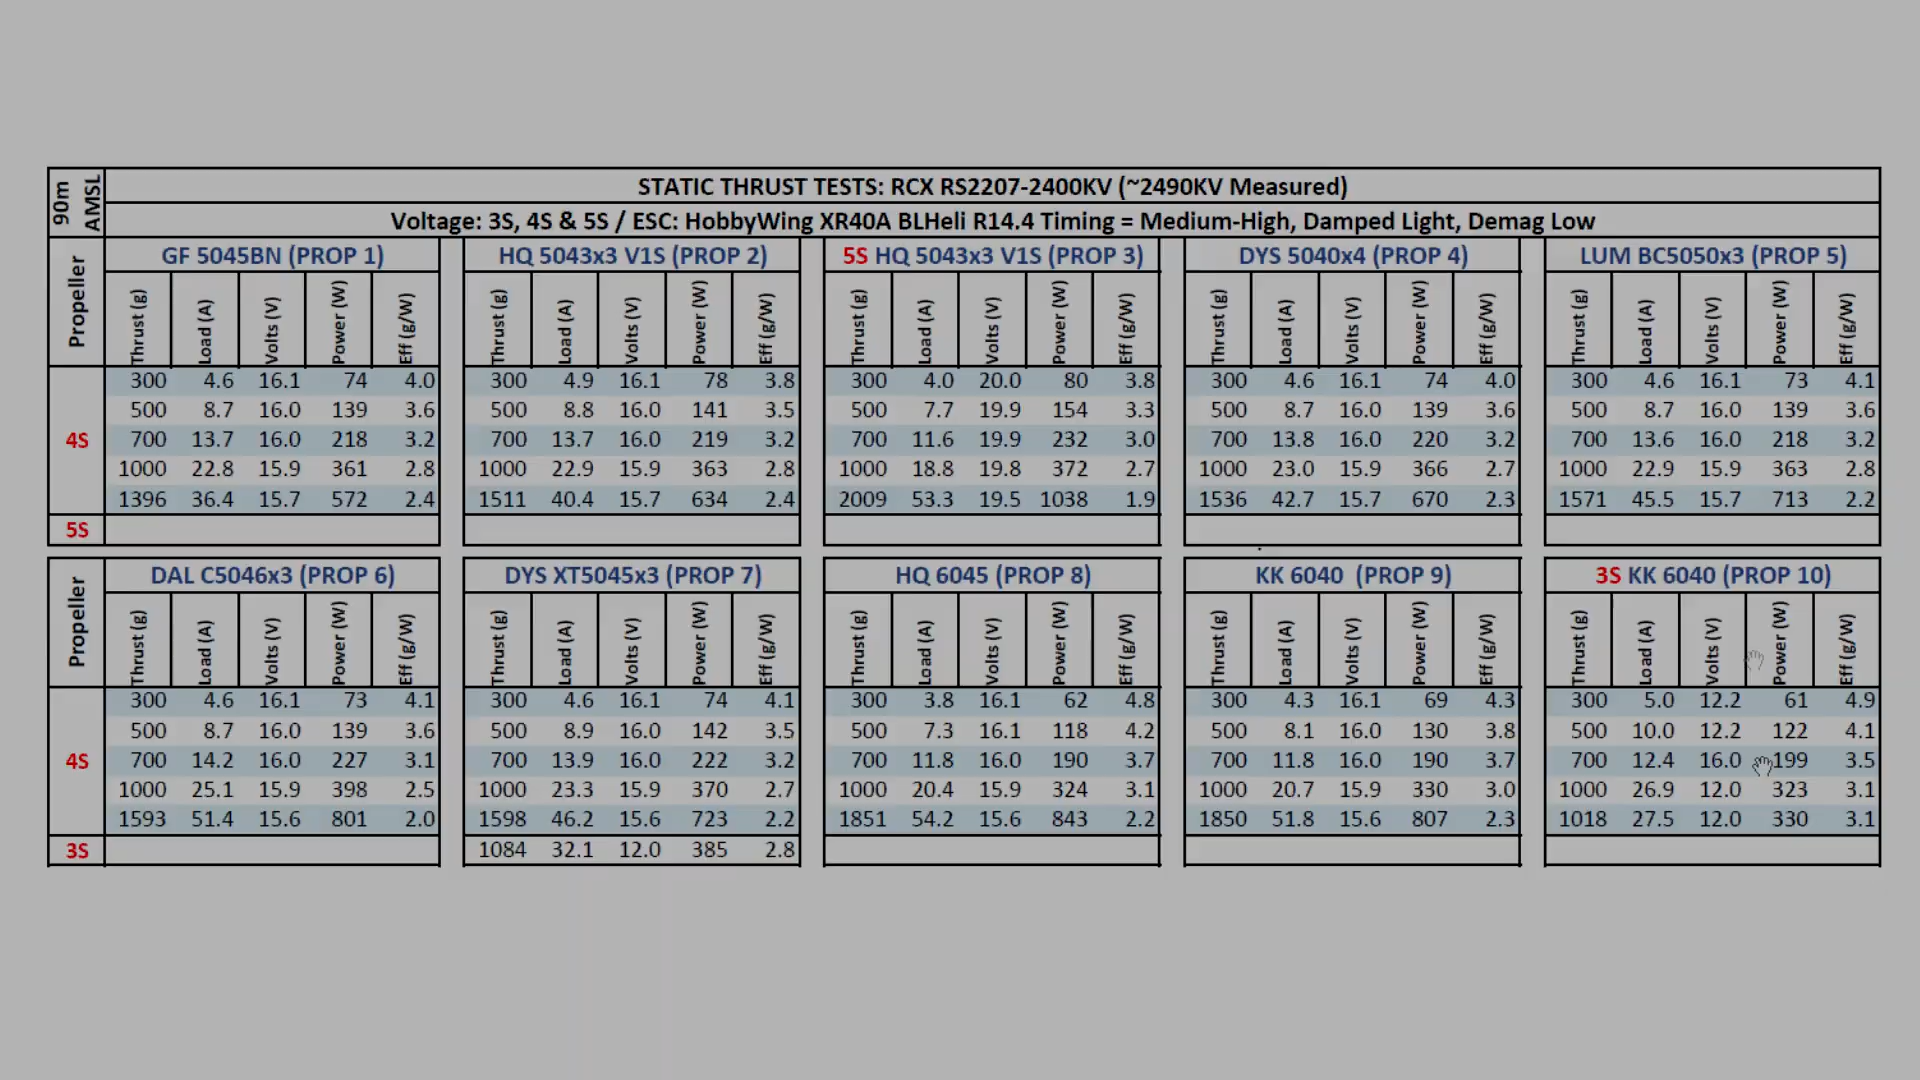 90m AMSL
STATIC THRUST TESTS: RCX RS2207-2400KV (~2490KV Measured)
Voltage: 3S, 4S & 5S / ESC: HobbyWing XR40A BLHeli R14.4 Timing = Medium-High, Damped Light, Demag Low
Propeller GF 5045BN (PROP 1) HQ 5043x3 V1S (PROP 2) 5S HQ 5043x3 V1S (PROP 3) DYS 5040x4 (PROP 4) LUM BC5050x3 (PROP 5)
Thrust (g) Load (A) Volts (V) Power (W) Eff (g/W) Thrust (g) Load (A) Volts (V) Power (W) Eff (g/W) Thrust (g) Load (A) Volts (V) Power (W) Eff (g/W) Thrust (g) Load (A) Volts (V) Power (W) Eff (g/W) Thrust (g) Load (A) Volts (V) Power (W) Eff (g/W)
300 4.6 16.1 74 4.0 300 4.9 16.1 78 3.8 300 4.0 20.0 80 3.8 300 4.6 16.1 74 4.0 300 4.6 16.1 73 4.1
500 8.7 16.0 139 3.6 500 8.8 16.0 141 3.5 500 7.7 19.9 154 3.3 500 8.7 16.0 139 3.6 500 8.7 16.0 139 3.6
4S 700 13.7 16.0 218 3.2 700 13.7 16.0 219 3.2 700 11.6 19.9 232 3.0 700 13.8 16.0 220 3.2 700 13.6 16.0 218 3.2
1000 22.8 15.9 361 2.8 1000 22.9 15.9 363 2.8 1000 18.8 19.8 372 2.7 1000 23.0 15.9 366 2.7 1000 22.9 15.9 363 2.8
1396 36.4 15.7 572 2.4 1511 40.4 15.7 634 2.4 2009 53.3 19.5 1038 1.9 1536 42.7 15.7 670 2.3 1571 45.5 15.7 713 2.2
5S
Propeller DAL C5046x3 (PROP 6) DYS XT5045x3 (PROP 7) HQ 6045 (PROP 8) KK 6040 (PROP 9) 3S KK 6040 (PROP 10)
Thrust (g) Load (A) Volts (V) Power (W) Eff (g/W) Thrust (g) Load (A) Volts (V) Power (W) Eff (g/W) Thrust (g) Load (A) Volts (V) Power (W) Eff (g/W) Thrust (g) Load (A) Volts (V) Power (W) Eff (g/W) Thrust (g) Load (A) Volts (V) Power (W) Eff (g/W)
300 4.6 16.1 73 4.1 300 4.6 16.1 74 4.1 300 3.8 16.1 62 4.8 300 4.3 16.1 69 4.3 300 5.0 12.2 61 4.9
500 8.7 16.0 139 3.6 500 8.9 16.0 142 3.5 500 7.3 16.1 118 4.2 500 8.1 16.0 130 3.8 500 10.0 12.2 122 4.1
4S 700 14.2 16.0 227 3.1 700 13.9 16.0 222 3.2 700 11.8 16.0 190 3.7 700 11.8 16.0 190 3.7 700 12.4 16.0 199 3.5
1000 25.1 15.9 398 2.5 1000 23.3 15.9 370 2.7 1000 20.4 15.9 324 3.1 1000 20.7 15.9 330 3.0 1000 26.9 12.0 323 3.1
1593 51.4 15.6 801 2.0 1598 46.2 15.6 723 2.2 1851 54.2 15.6 843 2.2 1850 51.8 15.6 807 2.3 1018 27.5 12.0 330 3.1
3S 1084 32.1 12.0 385 2.8